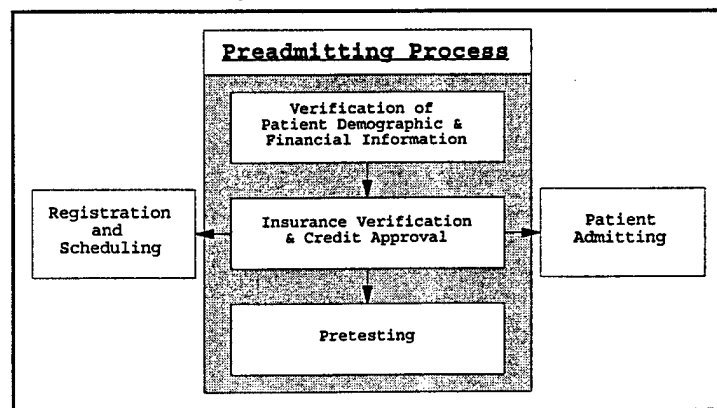 Preadmitting Process
Verification of
Patient Demographic &
Financial Information
Registration
and
Scheduling
Insurance Verification
& Credit Approval
Patient
Admitting
Pretesting